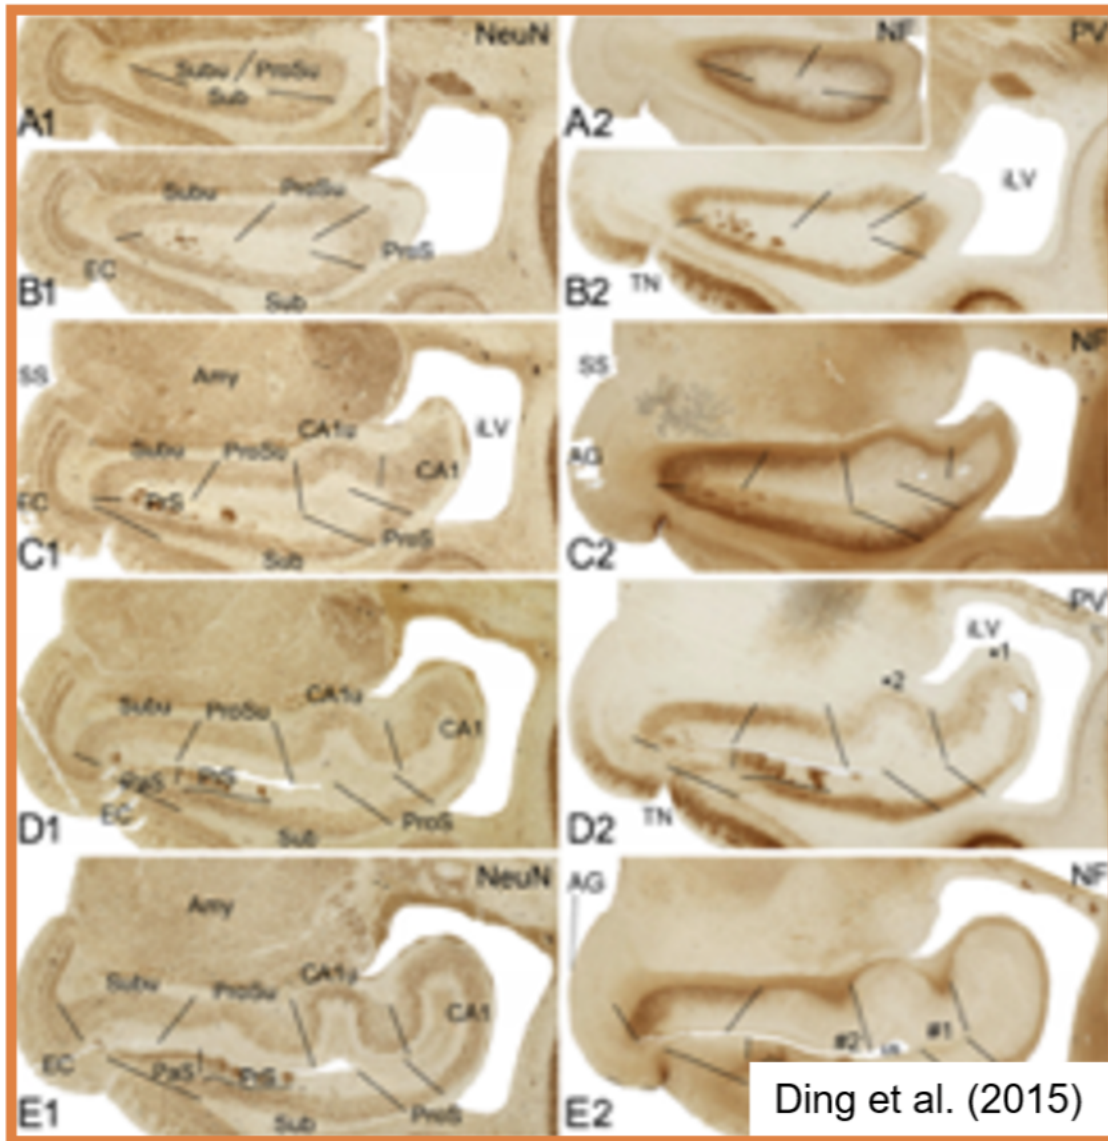 NeuN
Subu ProSu
Sub
A1
NF
PV
A2
Subu ProSu
ProS
EC
Sub
B1
iLV
TN
B2
SS
Amy
CA1u
iLV
Subu ProSu
CA1
EC
PrS
ProS
Sub
C1
NF
SS
AG
C2
CA1u
Subu ProSu
CA1
PaS PrS
EC
ProS
Sub
D1
PV
iLV
*1
*2
TN
D2
NeuN
Amy
CA1u
Subu ProSu
CA1
EC
PaS PrS
ProS
Sub
E1
AG
NF
#1
#2
E2
Ding et al. (2015)